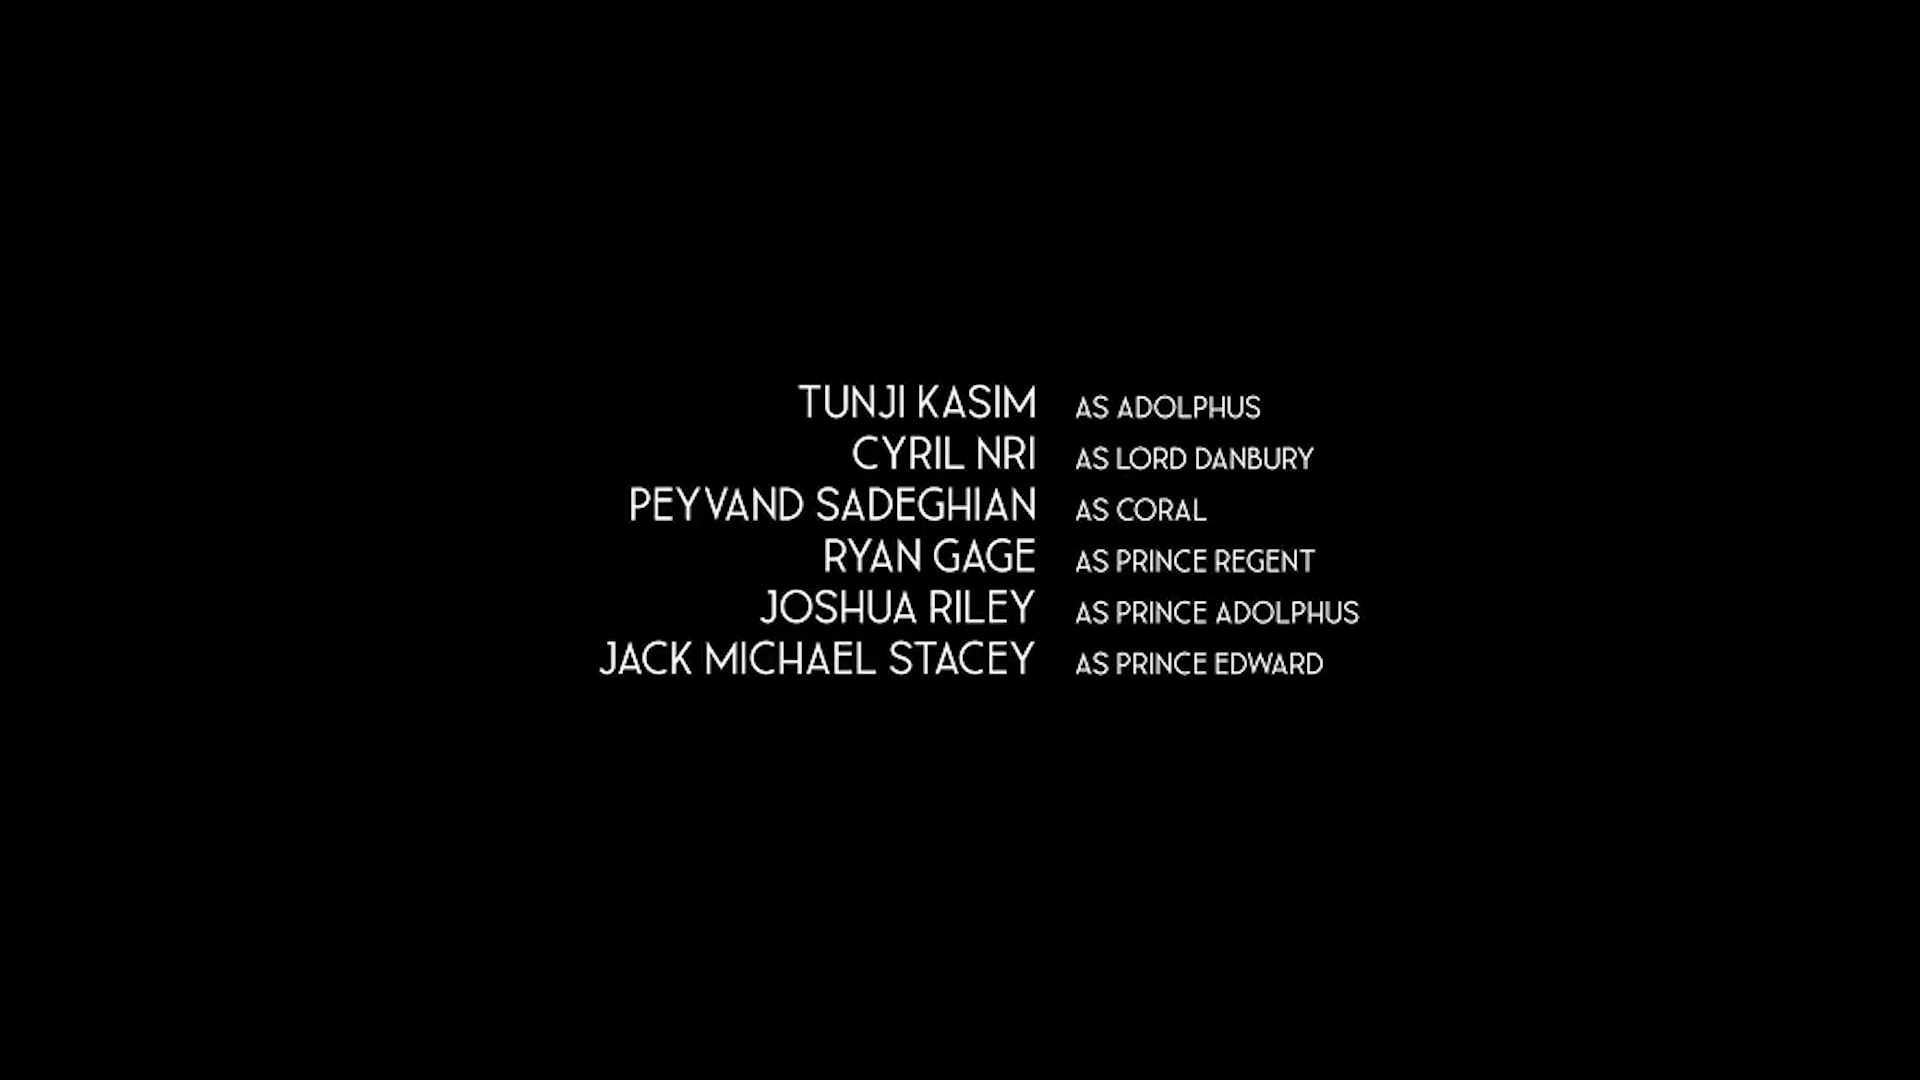 TUNJI KASIM AS ADOLPHUS
CYRIL NRI AS LORD DANBURY
PEYVAND SADEGHIAN AS CORAL
RYAN GAGE AS PRINCE REGENT
JOSHUA RILEY AS PRINCE ADOLPHUS
JACK MICHAEL STACEY AS PRINCE EDWARD